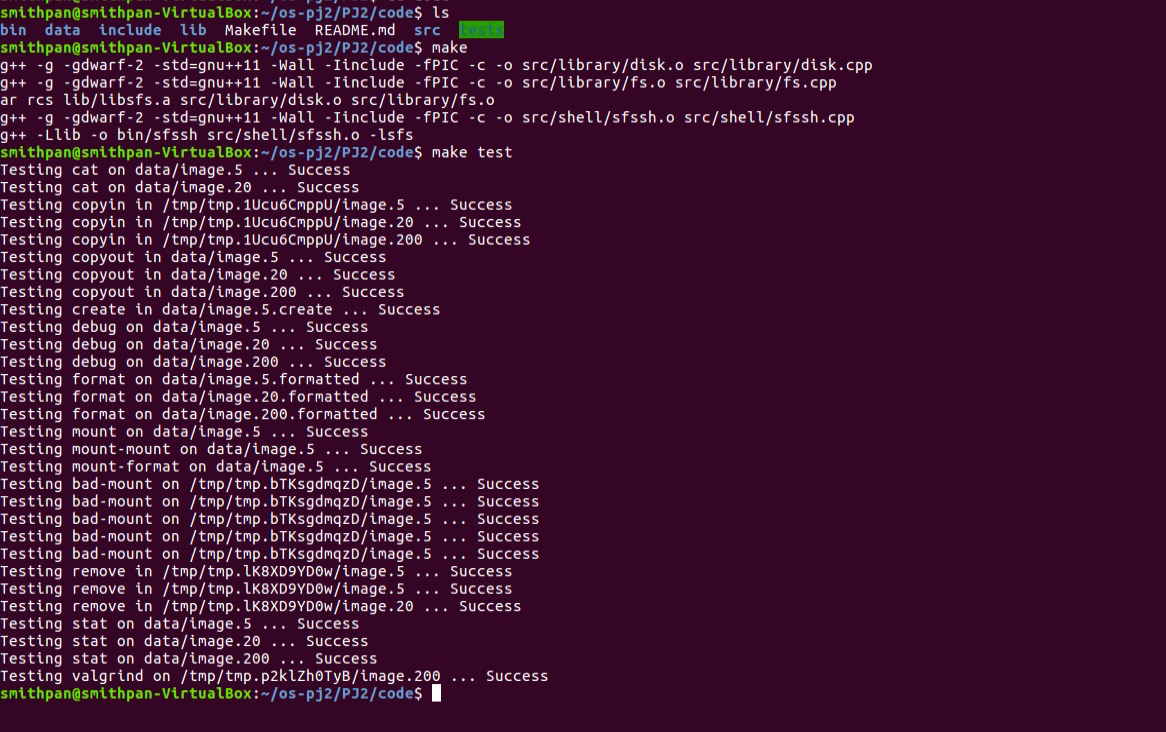 smithpan@smithpan-VirtualBox:~/os-pj2/PJ2/code$ ls
bin data include lib Makefile README.md src tests
smithpan@smithpan-VirtualBox:~/os-pj2/PJ2/code$ make
g++ -g -gdwarf-2 -std=gnu++11 -Wall -Iinclude -fPIC -c -o src/library/disk.o src/library/disk.cpp
g++ -g -gdwarf-2 -std=gnu++11 -Wall -Iinclude -fPIC -c -o src/library/fs.o src/library/fs.cpp
ar rcs lib/libsfs.a src/library/disk.o src/library/fs.o
g++ -g -gdwarf-2 -std=gnu++11 -Wall -Iinclude -fPIC -c -o src/shell/sfssh.o src/shell/sfssh.cpp
g++ -Llib -o bin/sfssh src/shell/sfssh.o -lsfs
smithpan@smithpan-VirtualBox:~/os-pj2/PJ2/code$ make test
Testing cat on data/image.5 ... Success
Testing cat on data/image.20 ... Success
Testing copyin in /tmp/tmp.1Ucu6CmppU/image.5 ... Success
Testing copyin in /tmp/tmp.1Ucu6CmppU/image.20 ... Success
Testing copyin in /tmp/tmp.1Ucu6CmppU/image.200 ... Success
Testing copyout in data/image.5 ... Success
Testing copyout in data/image.20 ... Success
Testing copyout in data/image.200 ... Success
Testing create in data/image.5.create ... Success
Testing debug on data/image.5 ... Success
Testing debug on data/image.20 ... Success
Testing debug on data/image.200 ... Success
Testing format on data/image.5.formatted ... Success
Testing format on data/image.20.formatted ... Success
Testing format on data/image.200.formatted ... Success
Testing mount on data/image.5 ... Success
Testing mount-mount on data/image.5 ... Success
Testing mount-format on data/image.5 ... Success
Testing bad-mount on /tmp/tmp.bTKsgdmqzD/image.5 ... Success
Testing bad-mount on /tmp/tmp.bTKsgdmqzD/image.5 ... Success
Testing bad-mount on /tmp/tmp.bTKsgdmqzD/image.5 ... Success
Testing bad-mount on /tmp/tmp.bTKsgdmqzD/image.5 ... Success
Testing bad-mount on /tmp/tmp.bTKsgdmqzD/image.5 ... Success
Testing remove in /tmp/tmp.lK8XD9YD0w/image.5 ... Success
Testing remove in /tmp/tmp.lK8XD9YD0w/image.5 ... Success
Testing remove in /tmp/tmp.lK8XD9YD0w/image.20 ... Success
Testing stat on data/image.5 ... Success
Testing stat on data/image.20 ... Success
Testing stat on data/image.200 ... Success
Testing valgrind on /tmp/tmp.p2klZh0TyB/image.200 ... Success
smithpan@smithpan-VirtualBox:~/os-pj2/PJ2/code$